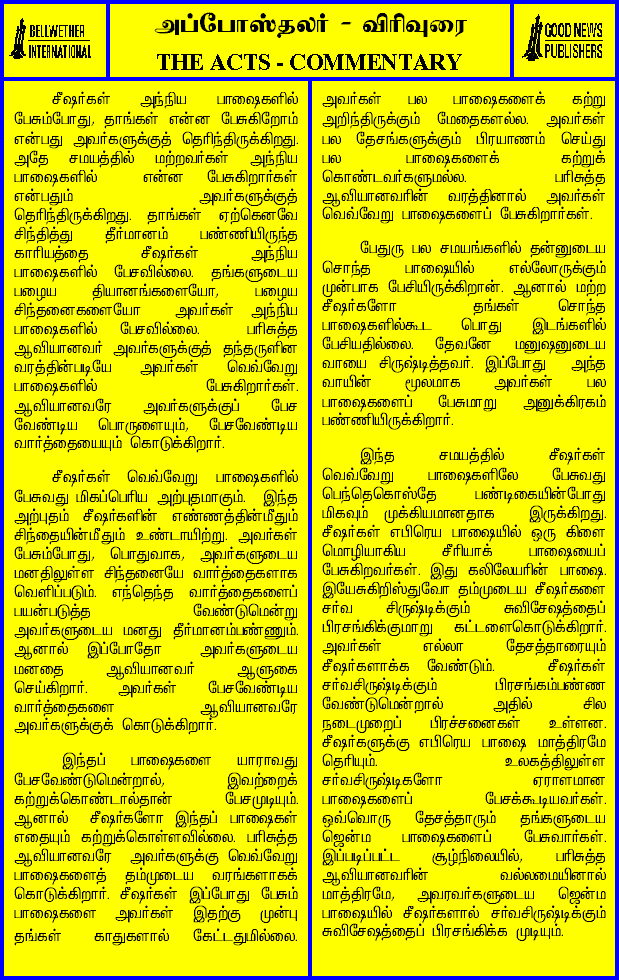 BELLWETHER
INTERNATIONAL
அப்போஸ்தலர் - விரிவுரை
THE ACTS - COMMENTARY
GOOD NEWS
PUBLISHERS
சீஷர்கள் அந்நிய பாஷைகளில்
பேசும்போது, தாங்கள் என்ன பேசுகிறோம்
என்பது அவர்களுக்குத் தெரிந்திருக்கிறது.
அதே சமயத்தில் மற்றவர்கள் அந்நிய
பாஷைகளில் என்ன பேசுகிறார்கள்
என்பதும் அவர்களுக்குத்
தெரிந்திருக்கிறது. தாங்கள் ஏற்கெனவே
சிந்தித்து தீர்மானம் பண்ணியிருந்த
காரியத்தை சீஷர்கள் அந்நிய
பாஷைகளில் பேசவில்லை. தங்களுடைய
பழைய தியானங்களையோ, பழைய
சிந்தனைகளையோ அவர்கள் அந்நிய
பாஷைகளில் பேசவில்லை. பரிசுத்த
ஆவியானவர் அவர்களுக்குத் தந்தருளின
வரத்தின்படியே அவர்கள் வெவ்வேறு
பாஷைகளில் பேசுகிறார்கள்.
ஆவியானவரே அவர்களுக்குப் பேச
வேண்டிய பொருளையும், பேசவேண்டிய
வார்த்தையையும் கொடுக்கிறார்.
சீஷர்கள் வெவ்வேறு பாஷைகளில்
பேசுவது மிகப்பெரிய அற்புதமாகும். இந்த
அற்புதம் சீஷர்களின் எண்ணத்தின்மீதும்
சிந்தையின்மீதும் உண்டாயிற்று. அவர்கள்
பேசும்போது, பொதுவாக, அவர்களுடைய
மனதிலுள்ள சிந்தனையே வார்த்தைகளாக
வெளிப்படும். எந்தெந்த வார்த்தைகளைப்
பயன்படுத்த வேண்டுமென்று
அவர்களுடைய மனது தீர்மானம்பண்ணும்.
ஆனால் இப்போதோ அவர்களுடைய
மனதை ஆவியானவர் ஆளுகை
செய்கிறார். அவர்கள் பேசவேண்டிய
வார்த்தைகளை ஆவியானவரே
அவர்களுக்குக் கொடுக்கிறார்.
இந்தப் பாஷைகளை யாராவது
பேசவேண்டுமென்றால், இவற்றைக்
கற்றுக்கொண்டால்தான் பேசமுடியும்.
ஆனால் சீஷர்களோ இந்தப் பாஷைகள்
எதையும் கற்றுக்கொள்ளவில்லை. பரிசுத்த
ஆவியானவரே அவர்களுக்கு வெவ்வேறு
பாஷைகளைத் தம்முடைய வரங்களாகக்
கொடுக்கிறார். சீஷர்கள் இப்போது பேசும்
பாஷைகளை அவர்கள் இதற்கு முன்பு
தங்கள் காதுகளால் கேட்டதுமில்லை.
அவர்கள் பல பாஷைகளைக் கற்று
அறிந்திருக்கும் மேதைகளல்ல. அவர்கள்
பல தேசங்களுக்கும் பிரயாணம் செய்து
பல பாஷைகளைக் கற்றுக்
கொண்டவர்களுமல்ல. பரிசுத்த
ஆவியானவரின் வரத்தினால் அவர்கள்
வெவ்வேறு பாஷைகளைப் பேசுகிறார்கள்.
பேதுரு பல சமயங்களில் தன்னுடைய
சொந்த பாஷையில் எல்லோருக்கும்
முன்பாக பேசியிருக்கிறான். ஆனால் மற்ற
சீஷர்களோ தங்கள் சொந்த
பாஷைகளில்கூட பொது இடங்களில்
பேசியதில்லை. தேவனே மனுஷனுடைய
வாயை சிருஷ்டித்தவர். இப்போது அந்த
வாயின் மூலமாக அவர்கள் பல
பாஷைகளைப் பேசுமாறு அனுக்கிரகம்
பண்ணியிருக்கிறார்.
இந்த சமயத்தில் சீஷர்கள்
வெவ்வேறு பாஷைகளிலே பேசுவது
பெந்தெகொஸ்தே பண்டிகையின்போது
மிகவும் முக்கியமானதாக இருக்கிறது.
சீஷர்கள் எபிரெய பாஷையில் ஒரு கிளை
மொழியாகிய சீரியாக் பாஷையைப்
பேசுகிறவர்கள். இது கலிலேயரின் பாஷை.
இயேசுகிறிஸ்துவோ தம்முடைய சீஷர்களை
சர்வ சிருஷ்டிக்கும் சுவிசேஷத்தைப்
பிரசங்கிக்குமாறு கட்டளைகொடுக்கிறார்.
அவர்கள் எல்லா தேசத்தாரையும்
சீஷர்களாக்க வேண்டும். சீஷர்கள்
சர்வசிருஷ்டிக்கும் பிரசங்கம்பண்ண
வேண்டுமென்றால் அதில் சில
நடைமுறைப் பிரச்சனைகள் உள்ளன.
சீஷர்களுக்கு எபிரெய பாஷை மாத்திரமே
தெரியும். உலகத்திலுள்ள
சர்வசிருஷ்டிகளோ ஏராளமான
பாஷைகளைப் பேசக்கூடியவர்கள்.
ஒவ்வொரு தேசத்தாரும் தங்களுடைய
ஜென்ம பாஷைகளைப் பேசுவார்கள்.
இப்படிப்பட்ட சூழ்நிலையில், பரிசுத்த
ஆவியானவரின் வல்லமையினால்
மாத்திரமே, அவரவர்களுடைய ஜென்ம
பாஷையில் சீஷர்களால் சர்வசிருஷ்டிக்கும்
சுவிசேஷத்தைப் பிரசங்கிக்க முடியும்.